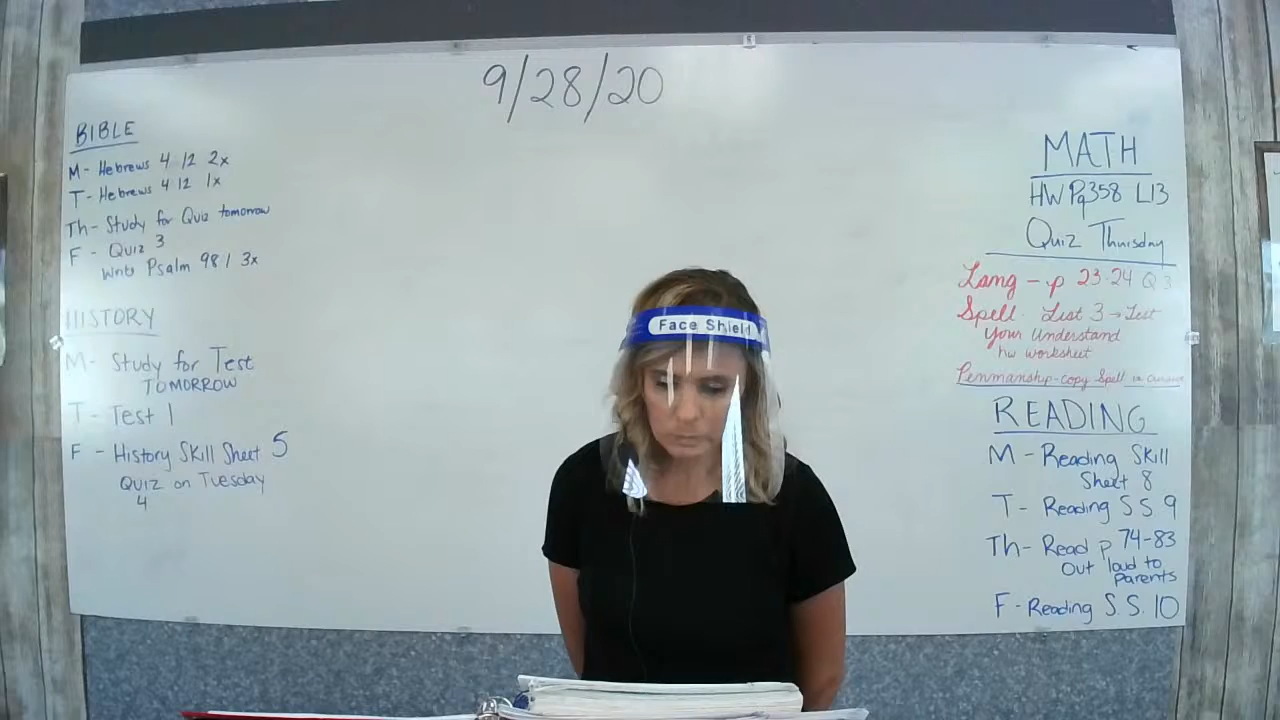 9/28/20
BIBLE
M - Hebrews 4 12 2x
T - Hebrews 4 12 1x
Th - Study for Quiz tomorrow
F - Quiz 3
Write Psalm 98 1 3x
HISTORY
M - Study for Test
TOMORROW
T - Test 1
F - History Skill Sheet 5
Quiz on Tuesday
4
Face Shield
MATH
HW Pg 358 L13
Quiz Thursday
Lang - p 23-24 Q 3
Spell. List 3 → Test
Your Understand
hw worksheet
Penmanship - copy Spell in cursive
READING
M - Reading Skill
Sheet 8
T - Reading S S 9
Th - Read p 74-83
Out loud to
parents
F - Reading S.S. 10